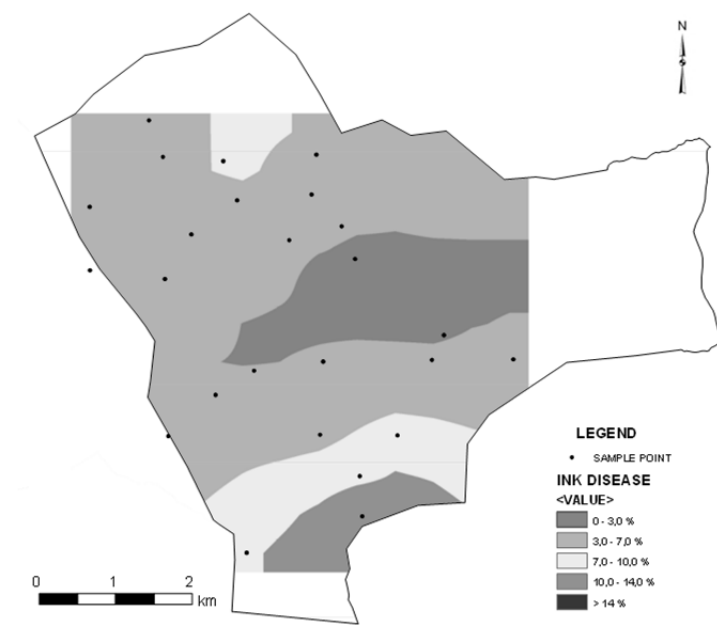 N
LEGEND
SAMPLE POINT
INK DISEASE
<VALUE>
0 - 3,0 %
3,0 - 7,0 %
7,0 - 10,0 %
10,0 - 14,0 %
> 14 %
0 1 2
km